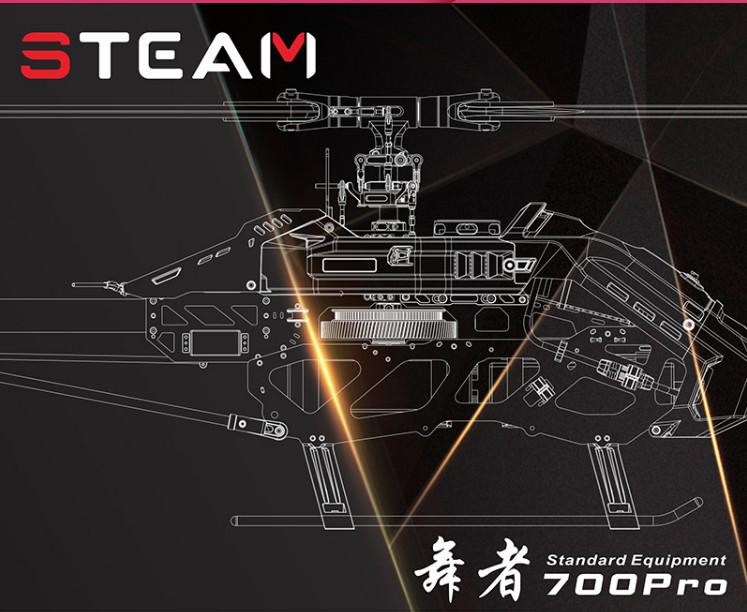 STEAM
舞者
Standard Equipment
700Pro